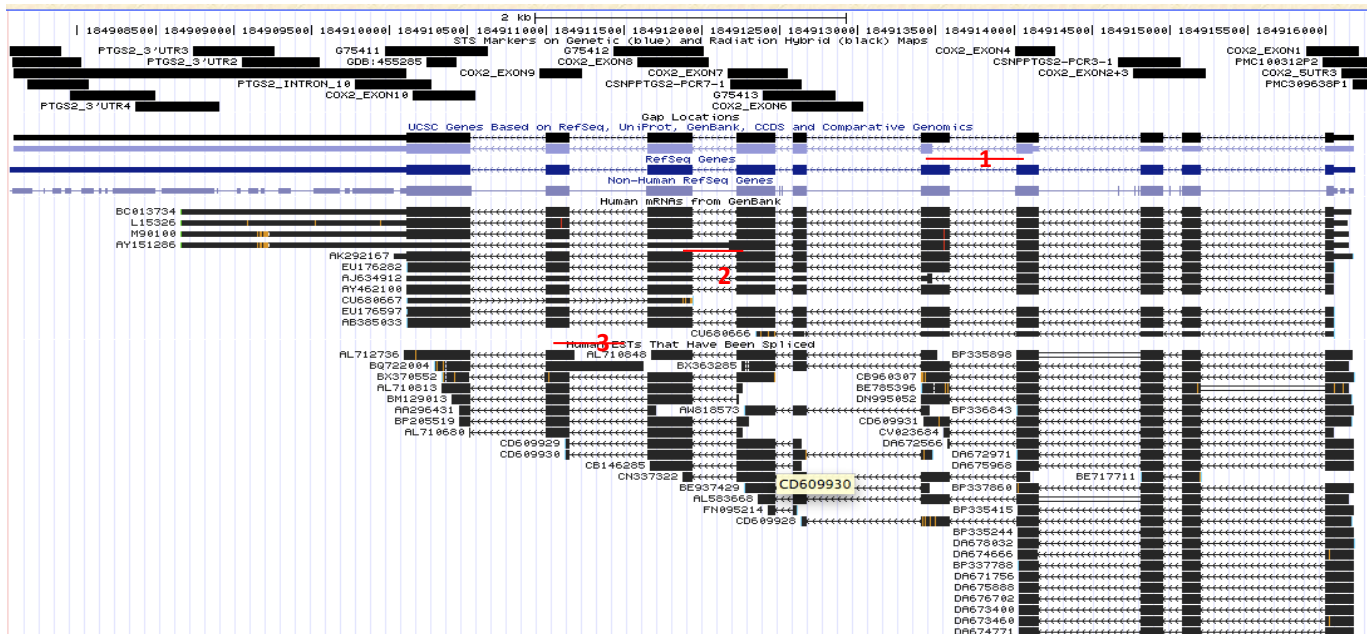 2 kb
184908500 184909000 184909500 184910000 184910500 184911000 184911500 184912000 184912500 184913000 184913500 184914000 184914500 184915000 184915500 184916000
STS Markers on Genetic (blue) and Radiation Hybrid (black) Maps
PTGS2_3'UTR3 G75411 G75412 COX2_EXON4 COX2_EXON1
PTGS2_3'UTR2 GDB:455285 COX2_EXON8 CSNPPTGS2-PCR3-1 PMC100312P2
COX2_EXON9 COX2_EXON7 COX2_EXON2+3 COX2_5UTR3
PTGS2_INTRON_10 CSNPPTGS2-PCR7-1 PMC309638P1
COX2_EXON10 G75413
PTGS2_3'UTR4 COX2_EXON6
Gap Locations
UCSC Genes Based on RefSeq, UniProt, GenBank, CCDS and Comparative Genomics
RefSeq Genes
1
Non-Human RefSeq Genes
Human mRNAs from GenBank
BC013734
L15326
M90100
AY151286
AK292167
EU176282
2
AJ634912
AY462100
CU680667
EU176597
AB385033
CU680666
3
Human ESTs That Have Been Spliced
AL712736 AL710848 BP335898
BQ722004 BX363285
BX370552 CB960307
AL710813 BE785396
BM129013 DN995052
AA296431 AW818573 BP336843
BP205519 CD609931
AL710680 CV023684
CD609929 DA672566
CD609930 DA672971
CB146285 DA675968
CN337322 BE717711
BE937429 BP337860
CD609930
AL583668 BP337484
FN095214 BP335415
CD609928
BP335244
DA678032
DA674666
BP337788
DA671756
DA675888
DA676702
DA673400
DA673460
DA674771